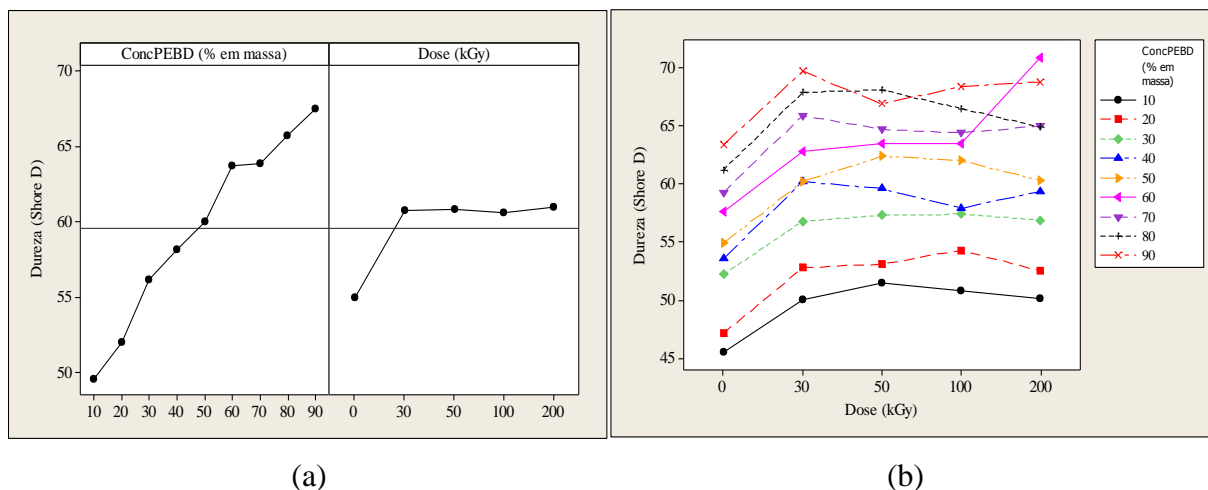 ConcPEBD (% em massa) Dose (kGy)
Dureza (Shore D)
70
65
60
55
50
10 20 30 40 50 60 70 80 90 0 30 50 100 200
(a)
Dureza (Shore D)
70
65
60
55
50
45
0 30 50 100 200
Dose (kGy)
ConcPEBD
(% em
massa)
10
20
30
40
50
60
70
80
90
(b)